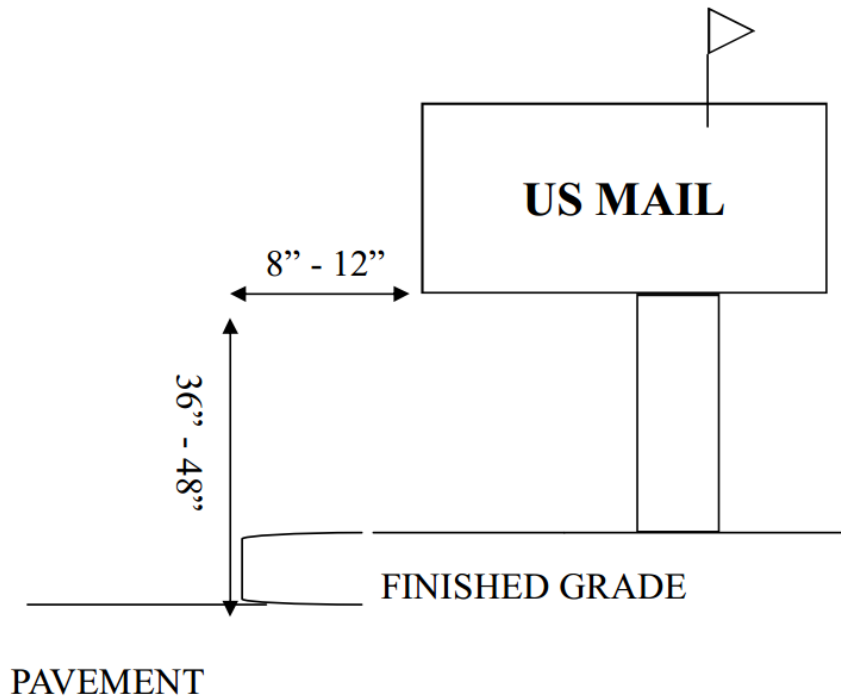 US MAIL
8” - 12”
36” - 48”
FINISHED GRADE
PAVEMENT